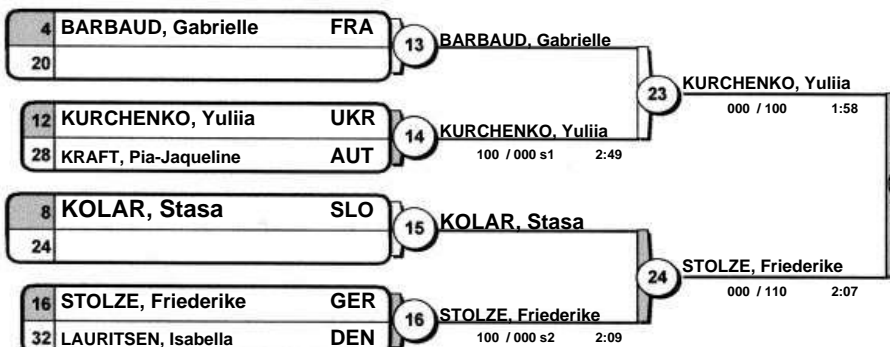 4 BARBAUD, Gabrielle FRA
20
13 BARBAUD, Gabrielle
12 KURCHENKO, Yuliia UKR
28 KRAFT, Pia-Jaqueline AUT
14 KURCHENKO, Yuliia
100 / 000 s1 2:49
23 KURCHENKO, Yuliia
000 / 100 1:58
8 KOLAR, Stasa SLO
24
15 KOLAR, Stasa
16 STOLZE, Friederike GER
32 LAURITSEN, Isabella DEN
16 STOLZE, Friederike
100 / 000 s2 2:09
24 STOLZE, Friederike
000 / 110 2:07